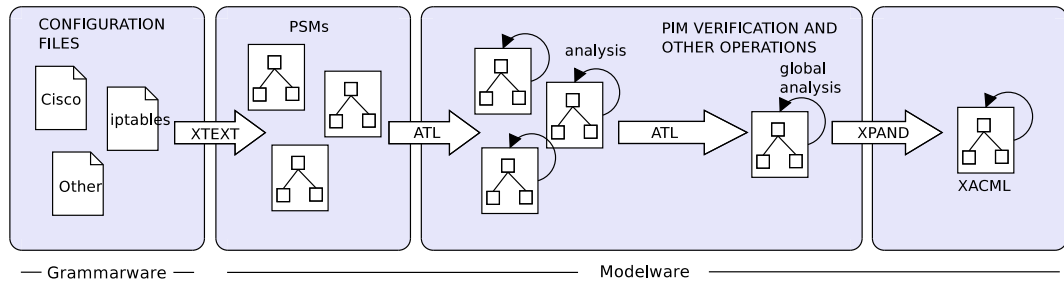 CONFIGURATION
FILES
Cisco
iptables
Other
XTEXT
PSMs
ATL
PIM VERIFICATION AND
OTHER OPERATIONS
analysis
ATL
global
analysis
XPAND
XACML
Grammarware
Modelware